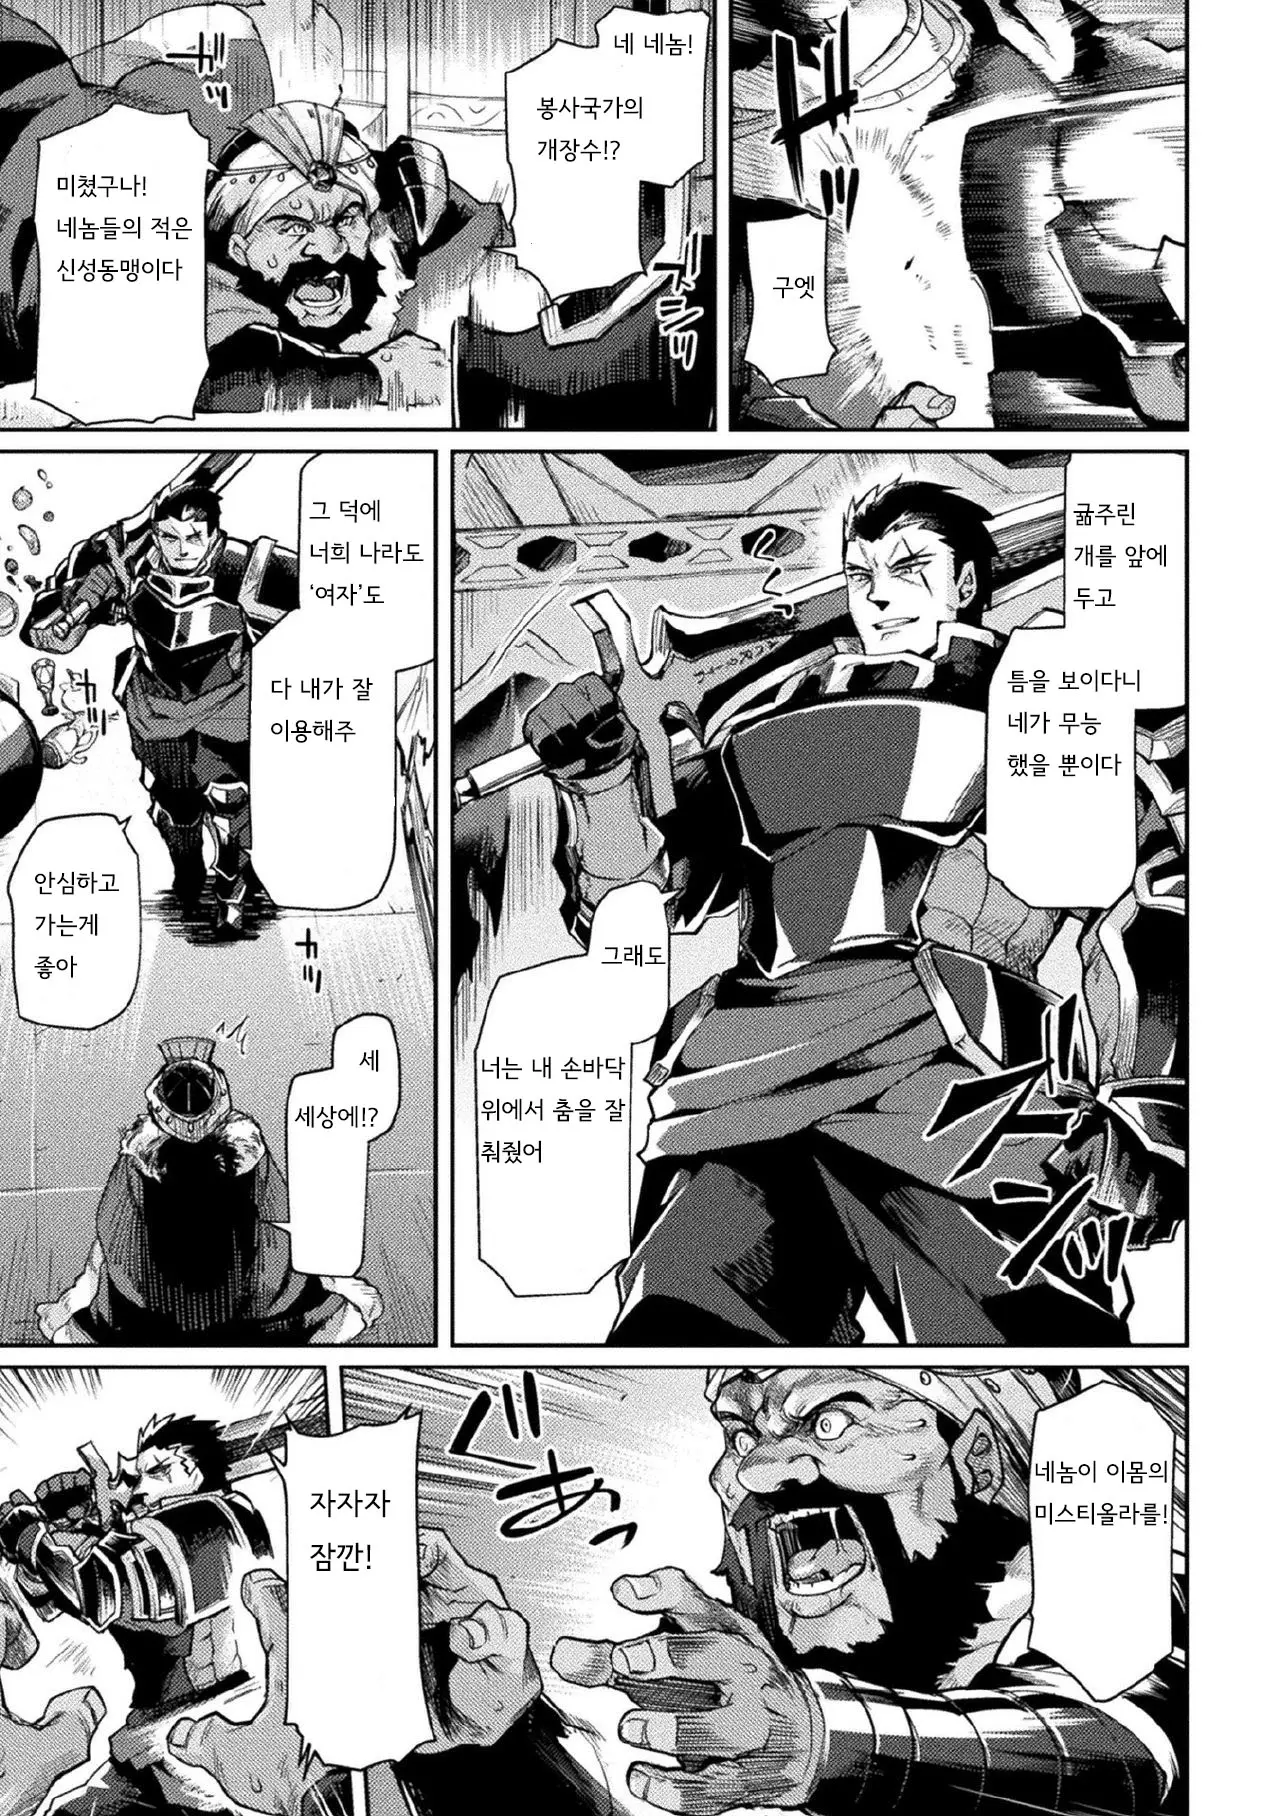 구엣
네 네놈!
봉사국가의
개장수!?
미쳤구나!
네놈들의 적은
신성동맹이다
굶주린
개를 앞에
두고
틈을 보이다니
네가 무능
했을 뿐이다
그래도
너는 내 손바닥
위에서 춤을 잘
춰줬어
그 덕에
너희 나라도
‘여자’도
다 내가 잘
이용해주
안심하고
가는게
좋아
세
세상에!?
네놈이 이몸의
미스티올라를!
자자자
잠깐!